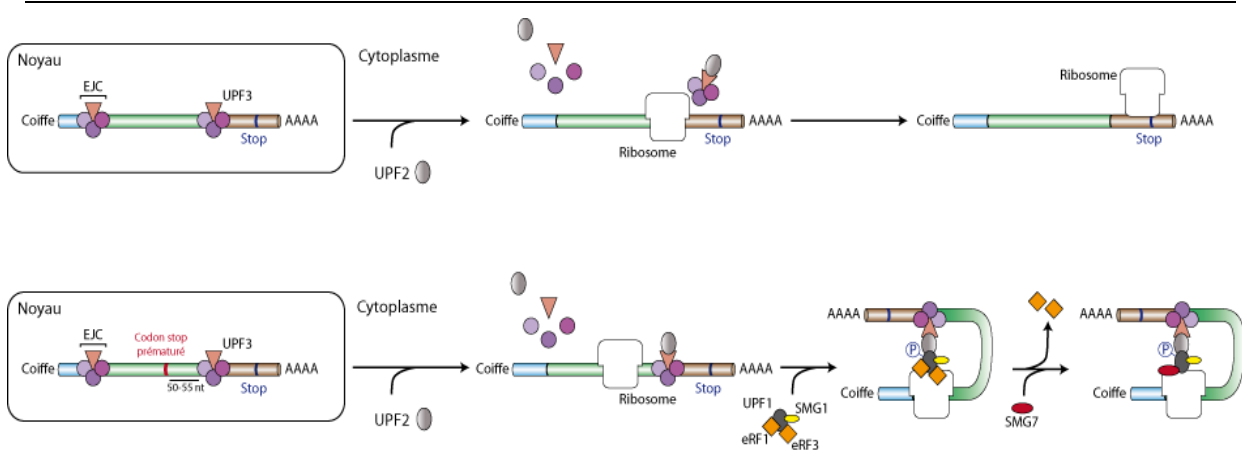 Noyau
EJC
UPF3
Coiffe
AAAA
Stop
Cytoplasme
UPF2
Coiffe
AAAA
Ribosome
Stop
Ribosome
Coiffe
AAAA
Stop
Noyau
EJC
Codon stop
prématuré
UPF3
Coiffe
AAAA
50-55 nt
Stop
Cytoplasme
UPF2
Coiffe
AAAA
Ribosome
Stop
UPF1
SMG1
eRF1
eRF3
AAAA
P
Coiffe
SMG7
AAAA
P
Coiffe